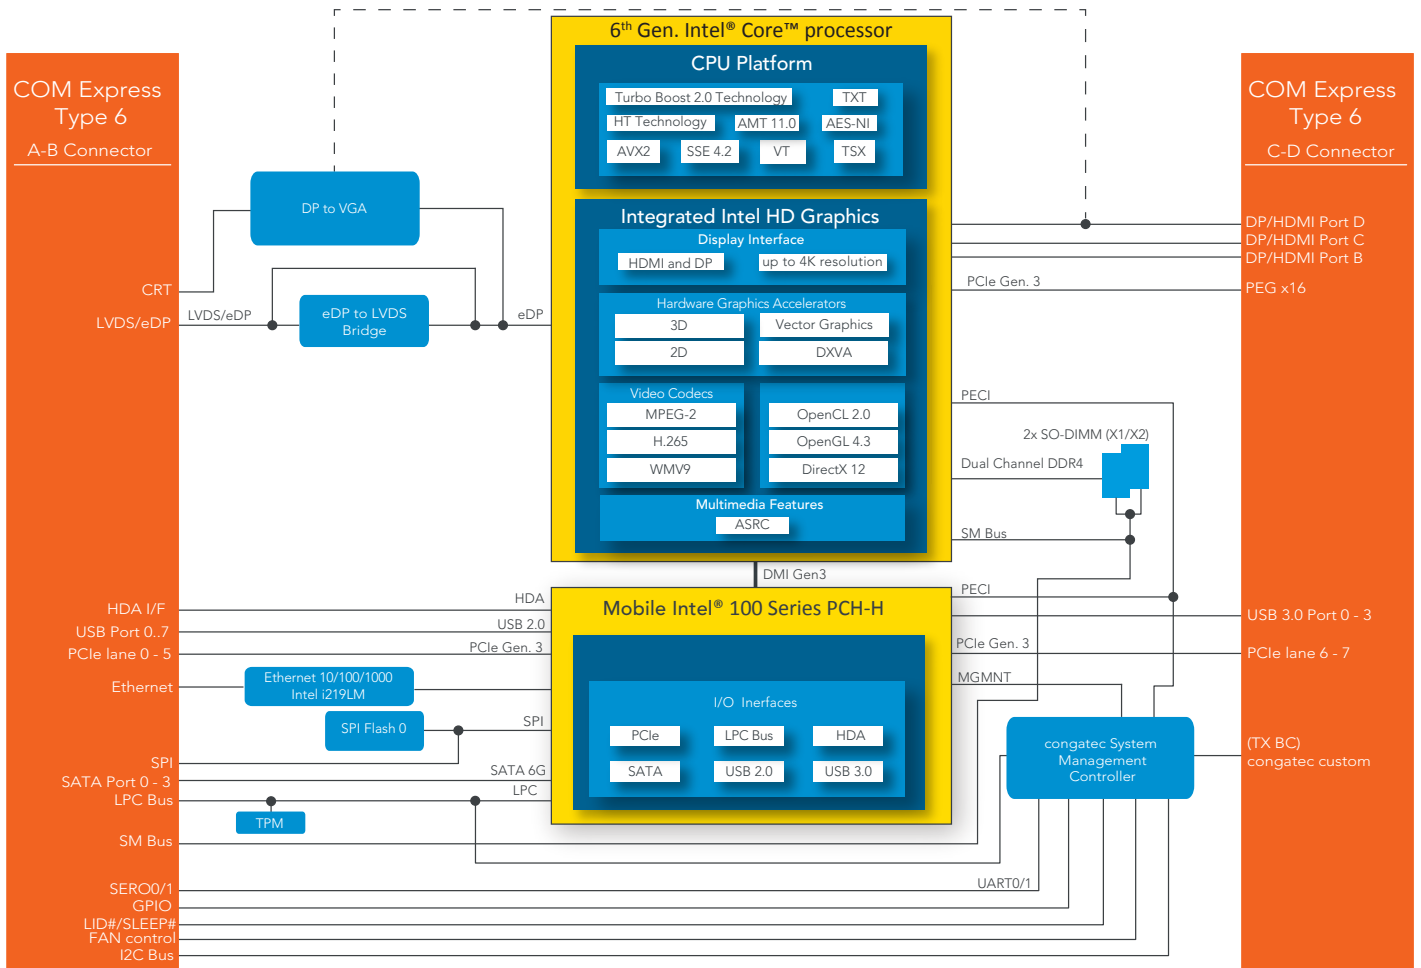 6th Gen. Intel® Core™ processor
CPU Platform
Turbo Boost 2.0 Technology
TXT
HT Technology
AMT 11.0
AES-NI
AVX2
SSE 4.2
VT
TSX
Integrated Intel HD Graphics
Display Interface
HDMI and DP
up to 4K resolution
Hardware Graphics Accelerators
3D
Vector Graphics
2D
DXVA
Video Codecs
MPEG-2
H.265
WMV9
OpenCL 2.0
OpenGL 4.3
DirectX 12
Multimedia Features
ASRC
DMI Gen3
Mobile Intel® 100 Series PCH-H
I/O Inerfaces
PCIe
LPC Bus
HDA
SATA
USB 2.0
USB 3.0
COM Express
Type 6
A-B Connector
CRT
LVDS/eDP
HDA I/F
USB Port 0..7
PCIe lane 0 - 5
Ethernet
SPI
SATA Port 0 - 3
LPC Bus
SM Bus
SERO0/1
GPIO
LID#/SLEEP#
FAN control
I2C Bus
DP to VGA
LVDS/eDP
eDP to LVDS
Bridge
eDP
HDA
USB 2.0
PCIe Gen. 3
Ethernet 10/100/1000
Intel i219LM
SPI Flash 0
SPI
SATA 6G
LPC
TPM
PCIe Gen. 3
PECI
2x SO-DIMM (X1/X2)
Dual Channel DDR4
SM Bus
PECI
PCIe Gen. 3
MGMNT
congatec System
Management
Controller
UART0/1
COM Express
Type 6
C-D Connector
DP/HDMI Port D
DP/HDMI Port C
DP/HDMI Port B
PEG x16
USB 3.0 Port 0 - 3
PCIe lane 6 - 7
(TX BC)
congatec custom